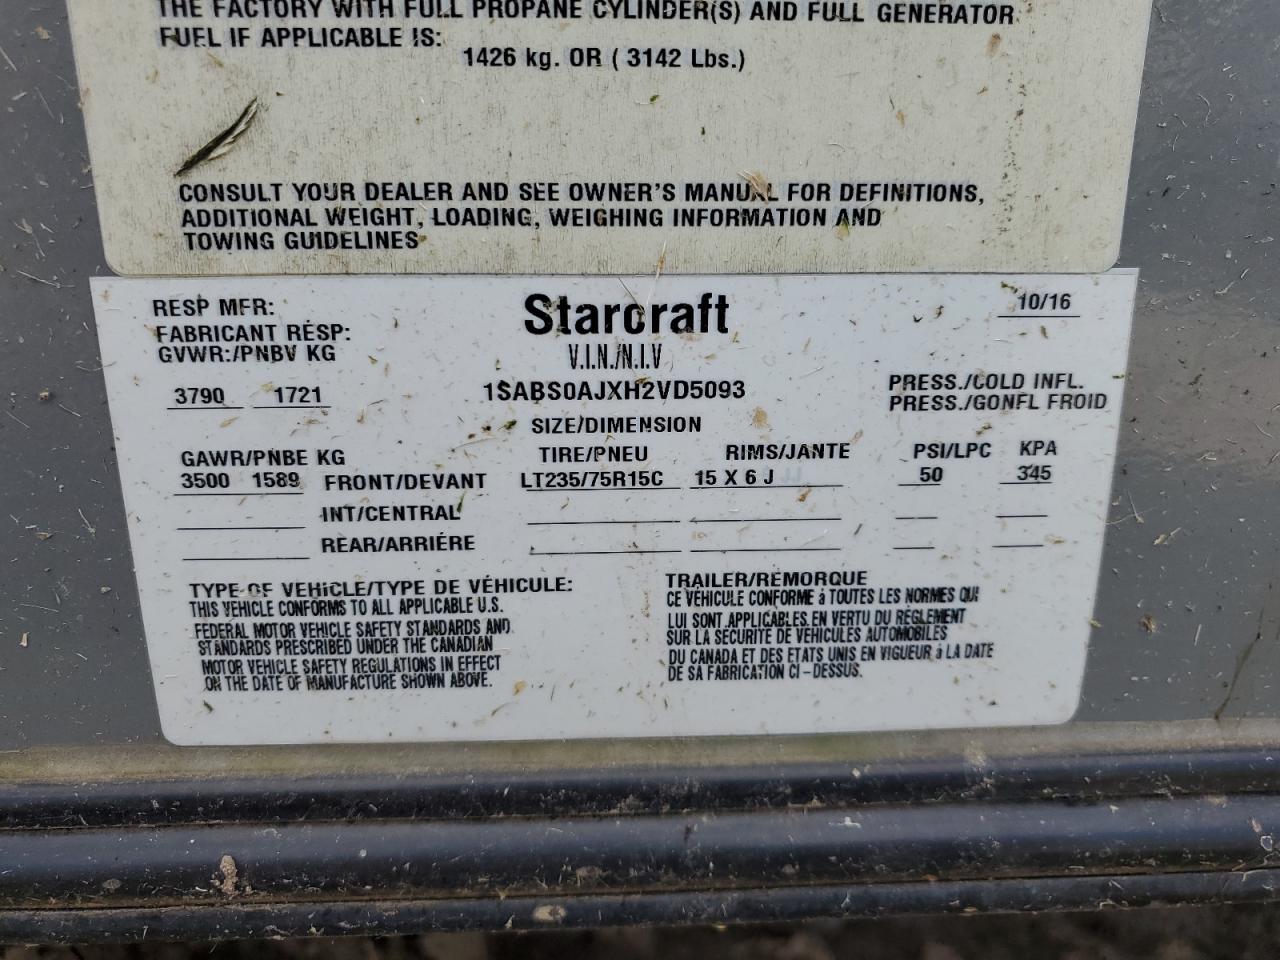 THE FACTORY WITH FULL PROPANE CYLINDER(S) AND FULL GENERATOR
FUEL IF APPLICABLE IS:
1426 kg. OR ( 3142 Lbs.)
CONSULT YOUR DEALER AND SEE OWNER'S MANUAL FOR DEFINITIONS,
ADDITIONAL WEIGHT, LOADING, WEIGHING INFORMATION AND
TOWING GUIDELINES
RESP MFR: Starcraft 10/16
FABRICANT RESP:
GVWR:/PNBV KG V.I.N./N.I.V
3790 1721 1SABS0AJXH2VD5093 PRESS./COLD INFL.
PRESS./GONFL FROID
SIZE/DIMENSION
GAWR/PNBE KG TIRE/PNEU RIMS/JANTE PSI/LPC KPA
3500 1589 FRONT/DEVANT LT235/75R15C 15 X 6 J 50 345
INT/CENTRAL
REAR/ARRIÉRE
TYPE OF VEHICLE/TYPE DE VÉHICULE: TRAILER/REMORQUE
THIS VEHICLE CONFORMS TO ALL APPLICABLE U.S.
FEDERAL MOTOR VEHICLE SAFETY STANDARDS AND
STANDARDS PRESCRIBED UNDER THE CANADIAN
MOTOR VEHICLE SAFETY REGULATIONS IN EFFECT
ON THE DATE OF MANUFACTURE SHOWN ABOVE.
CE VÉHICULE CONFORME à TOUTES LES NORMES QUI
LUI SONT APPLICABLES EN VERTU DU RÉGLEMENT
SUR LA SÉCURITE DE VÉHICULES AUTOMOBILES
DU CANADA ET DES ETATS UNIS EN VIGUEUR à LA DATE
DE SA FABRICATION CI-DESSUS.